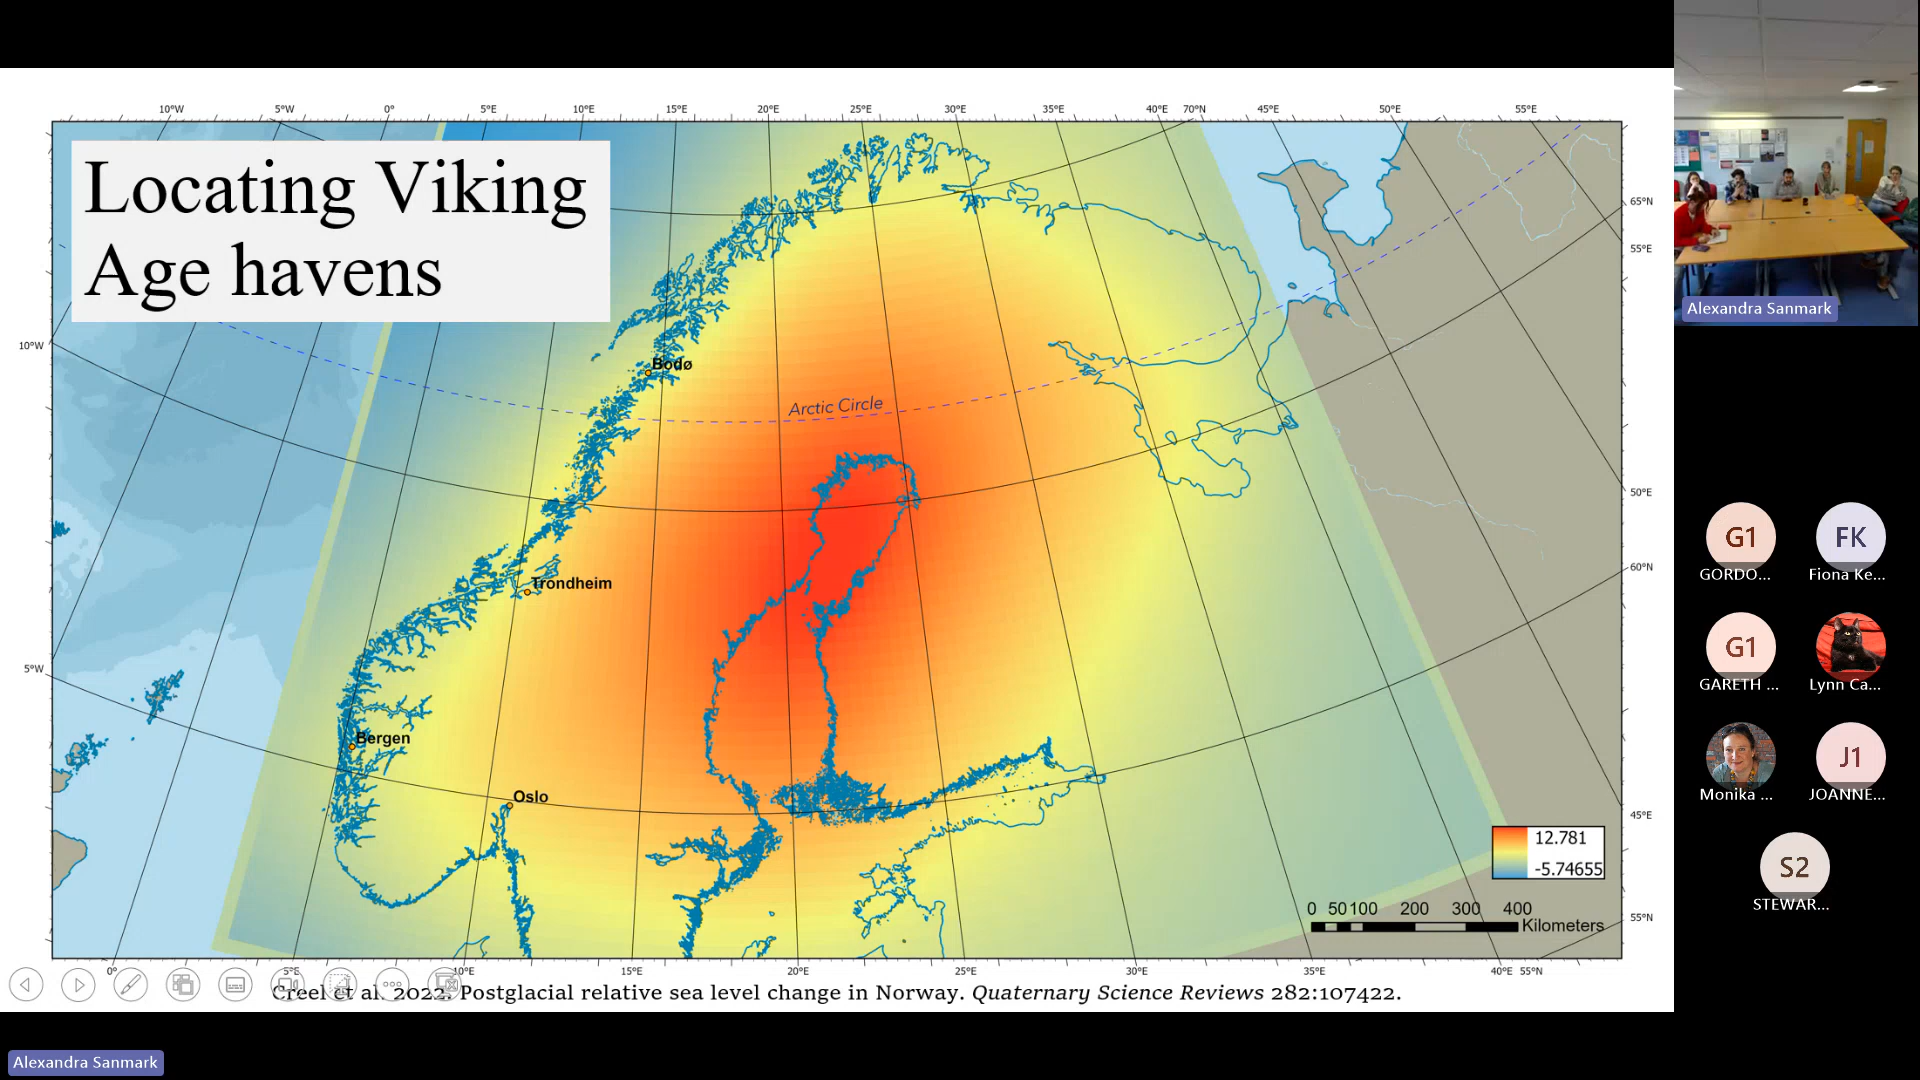 10°W 5°W 0° 5°E 10°E 15°E 20°E 25°E 30°E 35°E 40°E 70°N 45°E 50°E 55°E
Locating Viking
Age havens
65°N
55°E
10°W
Bodø
Arctic Circle
50°E
Trondheim
60°N
5°W
Bergen
Oslo
45°E
12.781
-5.74655
0 50 100 200 300 400
Kilometers
55°N
0° 5°E 10°E 15°E 20°E 25°E 30°E 35°E 40°E 55°N
Creel et al. 2022. Postglacial relative sea level change in Norway. Quaternary Science Reviews 282:107422.
Alexandra Sanmark
Alexandra Sanmark
G1 FK
GORDO... Fiona Ke...
G1
GARETH ... Lynn Ca...
J1
Monika ... JOANNE...
S2
STEWAR...